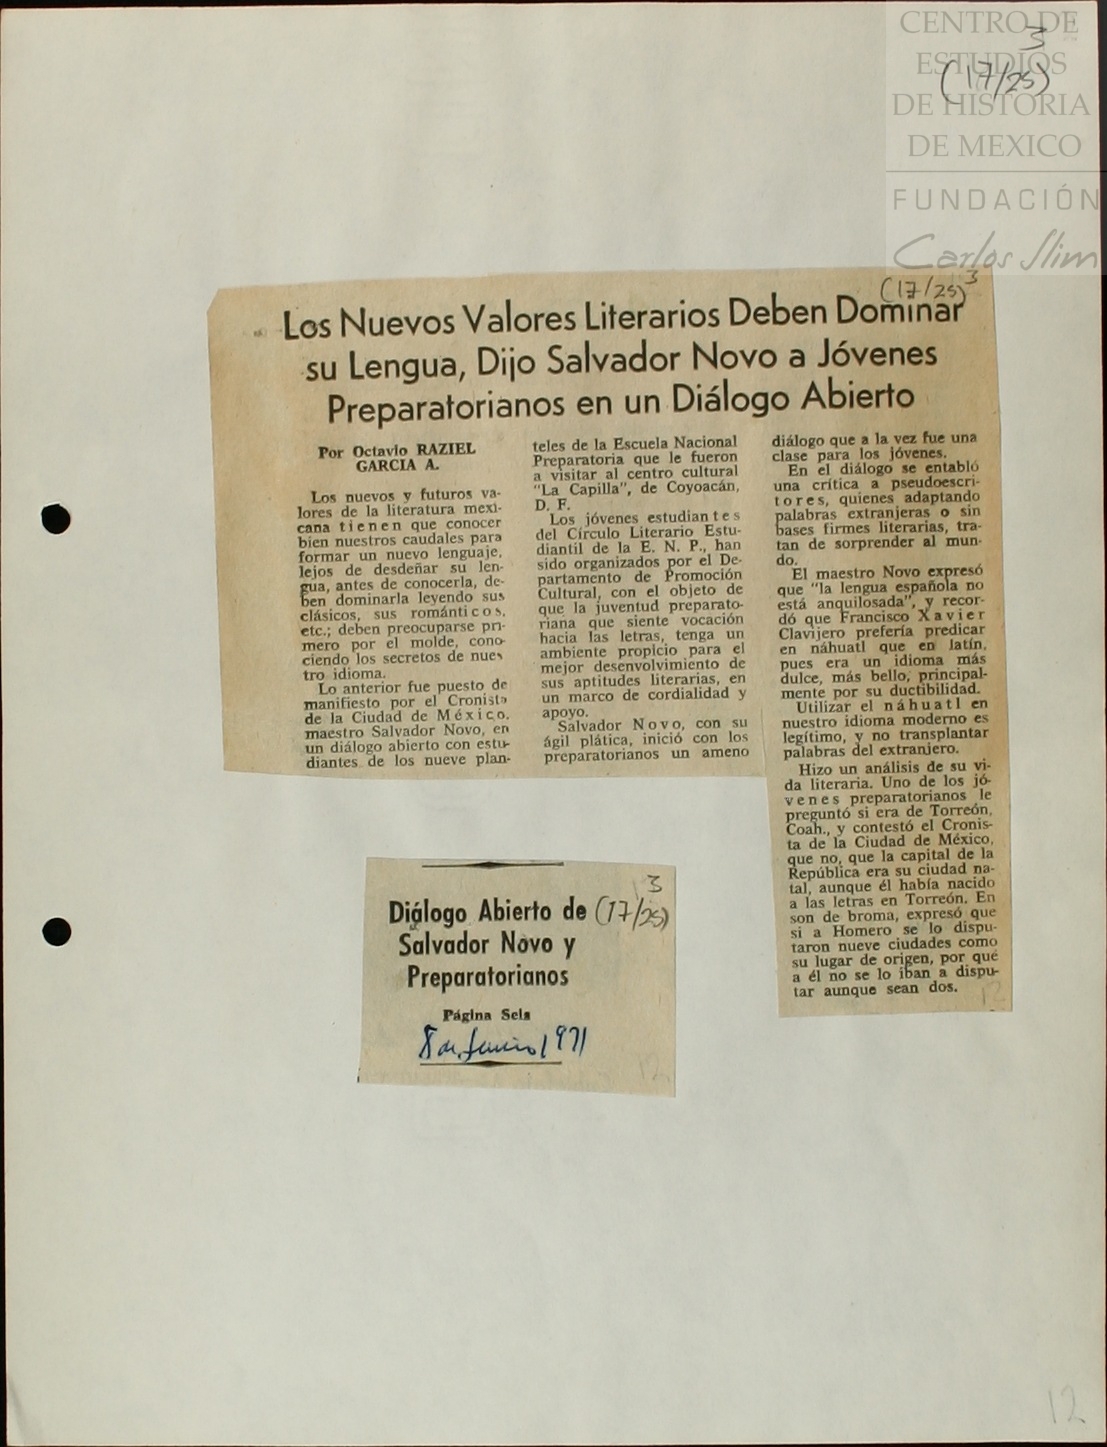 CENTRO DE
ESTUDIOS
DE HISTORIA
DE MEXICO
FUNDACIÓN
Carlos Slim
3
(17/25)
3
(17/25)
Los Nuevos Valores Literarios Deben Dominar
su Lengua, Dijo Salvador Novo a Jóvenes
Preparatorianos en un Diálogo Abierto
Por Octavio RAZIEL
GARCIA A.
Los nuevos y futuros va-
lores de la literatura mexi-
cana tienen que conocer
bien nuestros caudales para
formar un nuevo lenguaje,
lejos de desdeñar su len-
gua, antes de conocerla, de-
ben dominarla leyendo sus
clásicos, sus románticos,
etc.; deben preocuparse pri-
mero por el molde, cono-
ciendo los secretos de nues
tro idioma.
Lo anterior fue puesto de
manifiesto por el Cronista
de la Ciudad de México,
maestro Salvador Novo, en
un diálogo abierto con estu-
diantes de los nueve plan-
teles de la Escuela Nacional
Preparatoria que le fueron
a visitar al centro cultural
"La Capilla", de Coyoacán,
D. F.
Los jóvenes estudiantes
del Círculo Literario Estu-
diantil de la E. N. P., han
sido organizados por el De-
partamento de Promoción
Cultural, con el objeto de
que la juventud preparato-
riana que siente vocación
hacia las letras, tenga un
ambiente propicio para el
mejor desenvolvimiento de
sus aptitudes literarias, en
un marco de cordialidad y
apoyo.
Salvador Novo, con su
ágil plática, inició con los
preparatorianos un ameno
diálogo que a la vez fue una
clase para los jóvenes.
En el diálogo se entabló
una crítica a pseudoescri-
tores, quienes adaptando
palabras extranjeras o sin
bases firmes literarias, tra-
tan de sorprender al mun-
do.
El maestro Novo expresó
que "la lengua española no
está anquilosada", y recor-
dó que Francisco Xavier
Clavijero prefería predicar
en náhuatl que en latín,
pues era un idioma más
dulce, más bello, principal-
mente por su ductibilidad.
Utilizar el náhuatl en
nuestro idioma moderno es
legítimo, y no transplantar
palabras del extranjero.
Hizo un análisis de su vi-
da literaria. Uno de los jó-
venes preparatorianos le
preguntó si era de Torreón,
Coah., y contestó el Cronis-
ta de la Ciudad de México,
que no, que la capital de la
República era su ciudad na-
tal, aunque él había nacido
a las letras en Torreón. En
son de broma, expresó que
si a Homero se lo dispu-
taron nueve ciudades como
su lugar de origen, por qué
a él no se lo iban a dispu-
tar aunque sean dos.
12
3
(17/25)
Diálogo Abierto de
Salvador Novo y
Preparatorianos
Página Seis
8 de Junio 1971
12
12